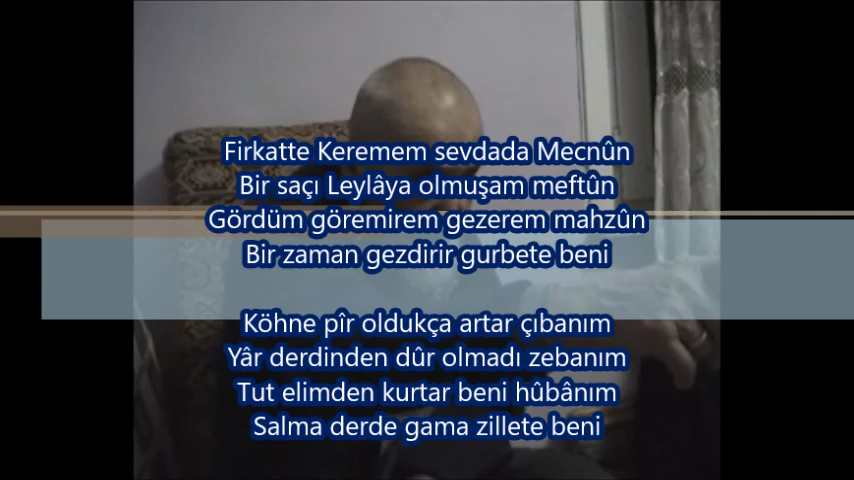 Firkatte Keremem sevdada Mecnûn
Bir saçı Leylâya olmuşam meftûn
Gördüm göremirem gezerem mahzûn
Bir zaman gezdirir gurbete beni
Köhne pîr oldukça artar çıbanım
Yâr derdinden dûr olmadı zebanım
Tut elimden kurtar beni hûbânım
Salma derde gama zillete beni